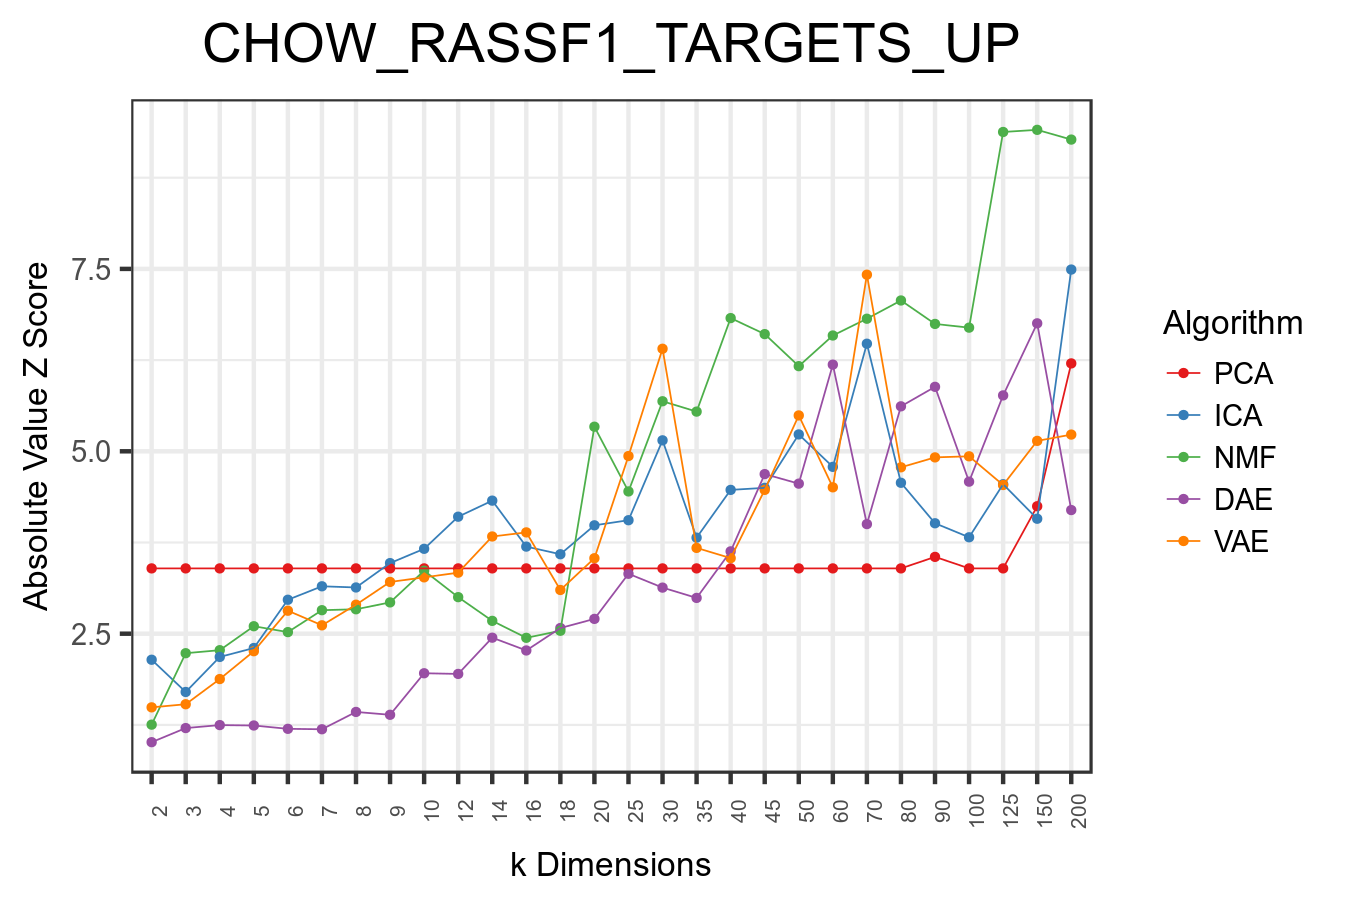 CHOW_RASSF1_TARGETS_UP
Absolute Value Z Score
7.5
5.0
2.5
2 3 4 5 6 7 8 9 10 12 14 16 18 20 25 30 35 40 45 50 60 70 80 90 100 125 150 200
k Dimensions
Algorithm
PCA
ICA
NMF
DAE
VAE